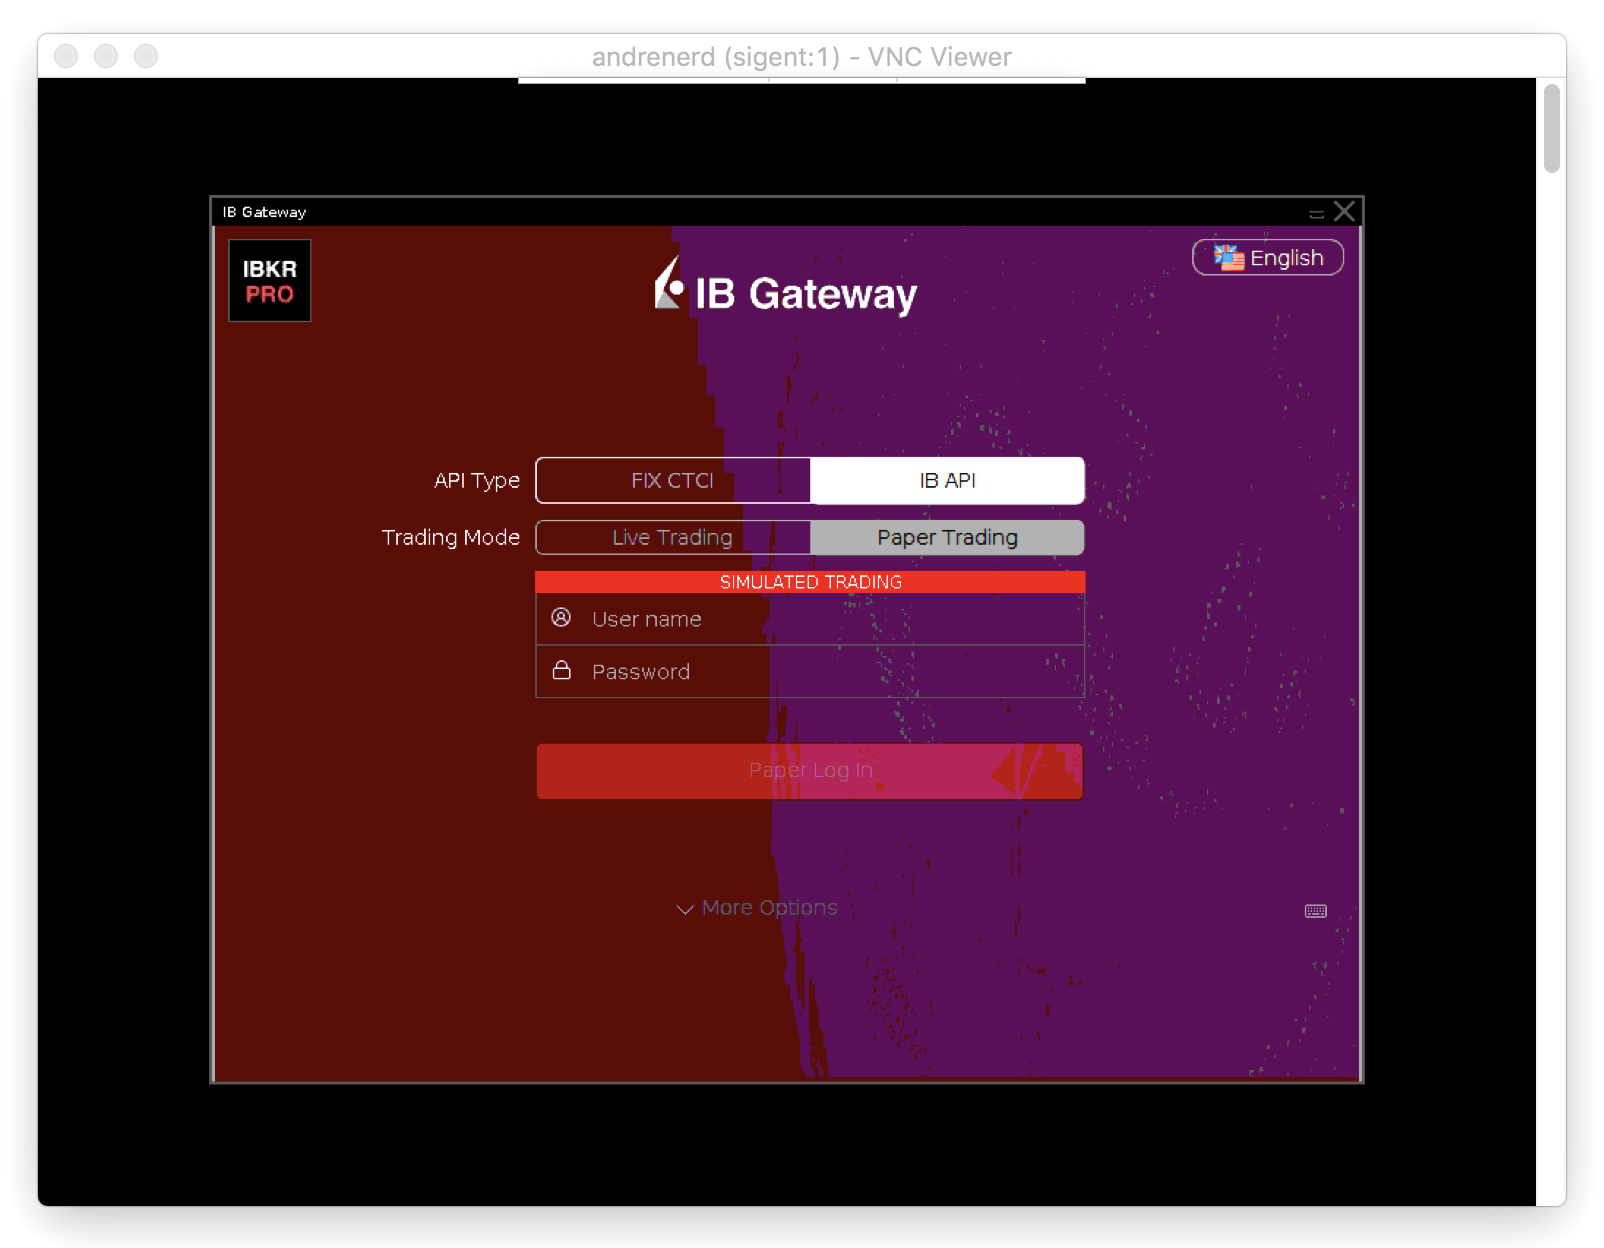 andrenerd (sigent:1) - VNC Viewer
IB Gateway
IBKR
PRO
IB Gateway
English
API Type FIX CTCI IB API
Trading Mode Live Trading Paper Trading
SIMULATED TRADING
User name
Password
Paper Log In
More Options